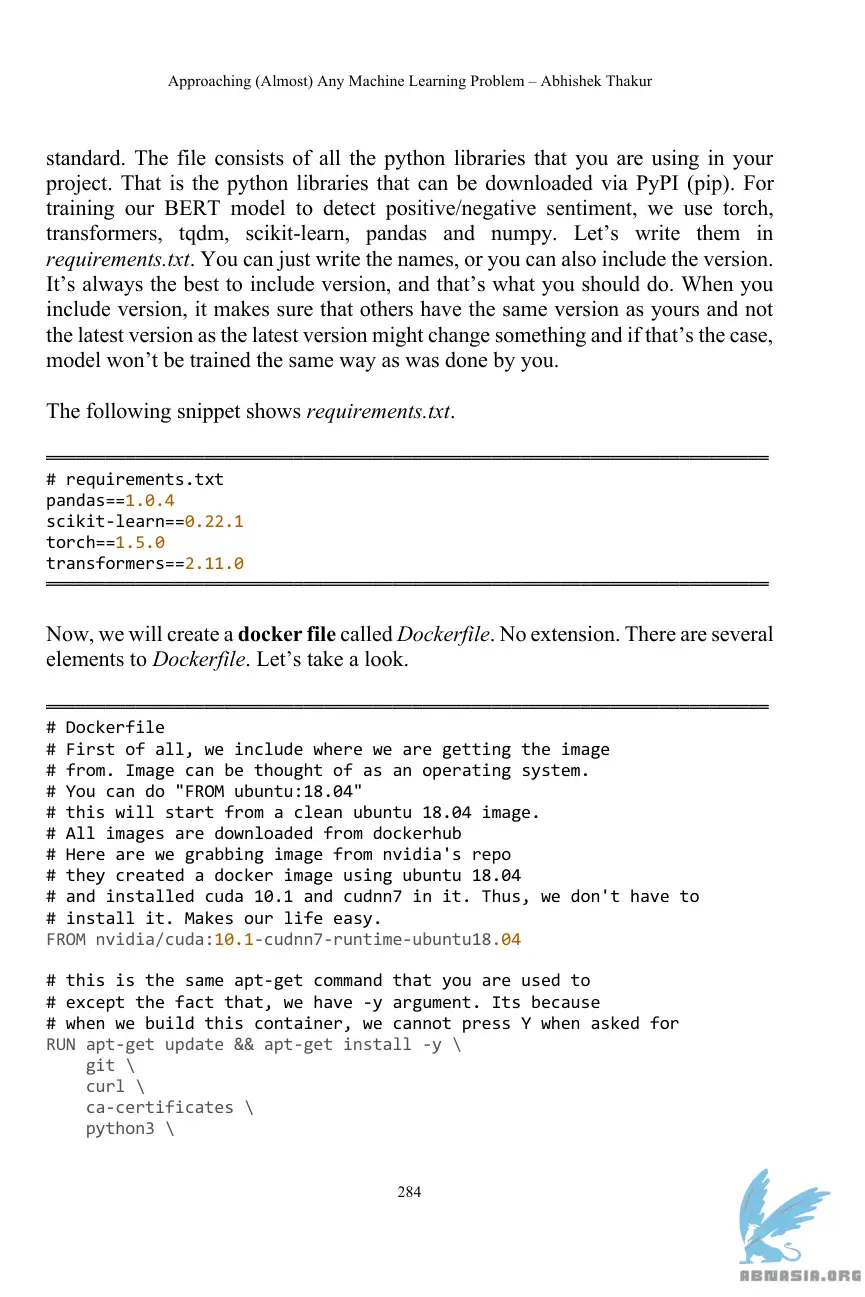 Approaching (Almost) Any Machine Learning Problem – Abhishek Thakur
standard. The file consists of all the python libraries that you are using in your
project. That is the python libraries that can be downloaded via PyPI (pip). For
training our BERT model to detect positive/negative sentiment, we use torch,
transformers, tqdm, scikit-learn, pandas and numpy. Let’s write them in
requirements.txt. You can just write the names, or you can also include the version.
It’s always the best to include version, and that’s what you should do. When you
include version, it makes sure that others have the same version as yours and not
the latest version as the latest version might change something and if that’s the case,
model won’t be trained the same way as was done by you.
The following snippet shows requirements.txt.
# requirements.txt
pandas==1.0.4
scikit-learn==0.22.1
torch==1.5.0
transformers==2.11.0
Now, we will create a docker file called Dockerfile. No extension. There are several
elements to Dockerfile. Let’s take a look.
# Dockerfile
# First of all, we include where we are getting the image
# from. Image can be thought of as an operating system.
# You can do "FROM ubuntu:18.04"
# this will start from a clean ubuntu 18.04 image.
# All images are downloaded from dockerhub
# Here are we grabbing image from nvidia's repo
# they created a docker image using ubuntu 18.04
# and installed cuda 10.1 and cudnn7 in it. Thus, we don't have to
# install it. Makes our life easy.
FROM nvidia/cuda:10.1-cudnn7-runtime-ubuntu18.04
# this is the same apt-get command that you are used to
# except the fact that, we have -y argument. Its because
# when we build this container, we cannot press Y when asked for
RUN apt-get update && apt-get install -y \
    git \
    curl \
    ca-certificates \
    python3 \
284
ABNASIA.ORG